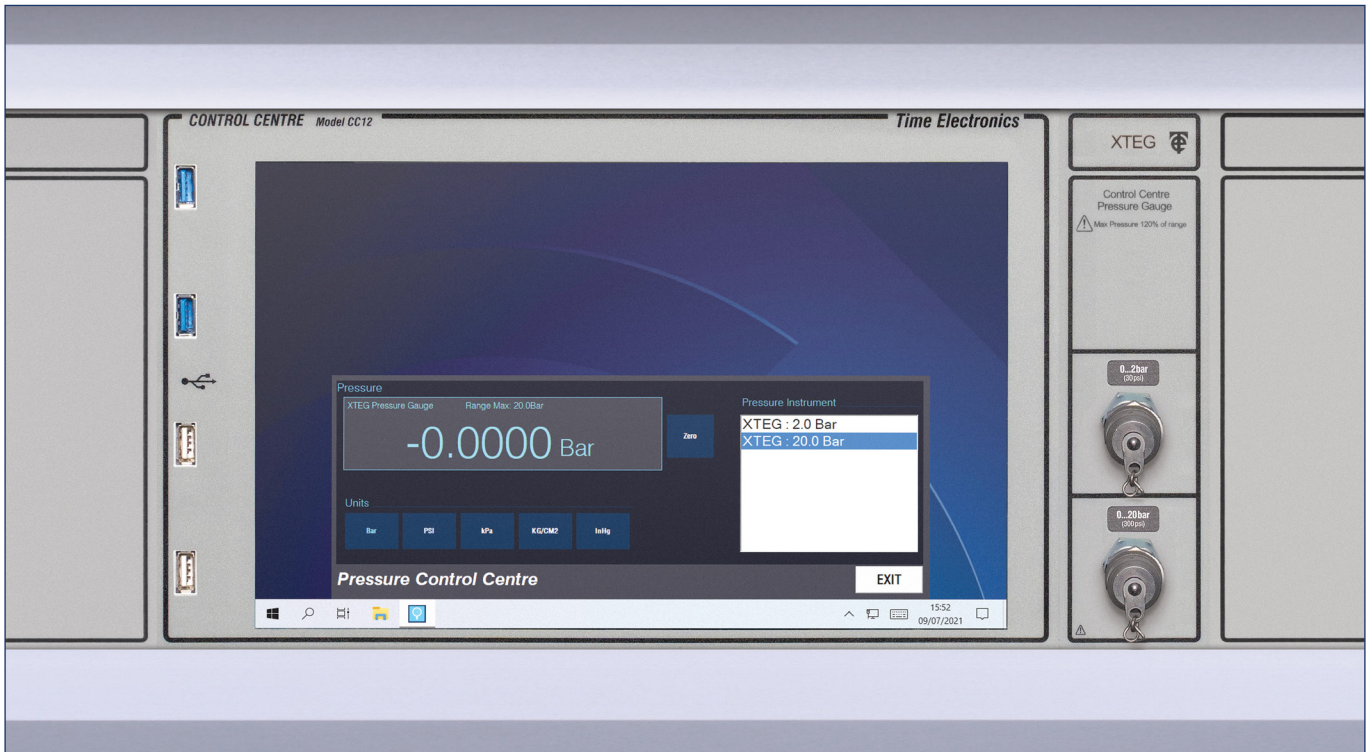 CONTROL CENTRE Model CC12
Time Electronics
XTEG
Control Centre
Pressure Gauge
Max Pressure 120% of range
0...2bar
(30psi)
0...20bar
(300psi)
Pressure
XTEG Pressure Gauge Range Max: 20.0Bar
-0.0000 Bar
Zero
Pressure Instrument
XTEG : 2.0 Bar
XTEG : 20.0 Bar
Units
Bar PSI kPa KG/CM2 InHg
Pressure Control Centre
EXIT
15:52
09/07/2021